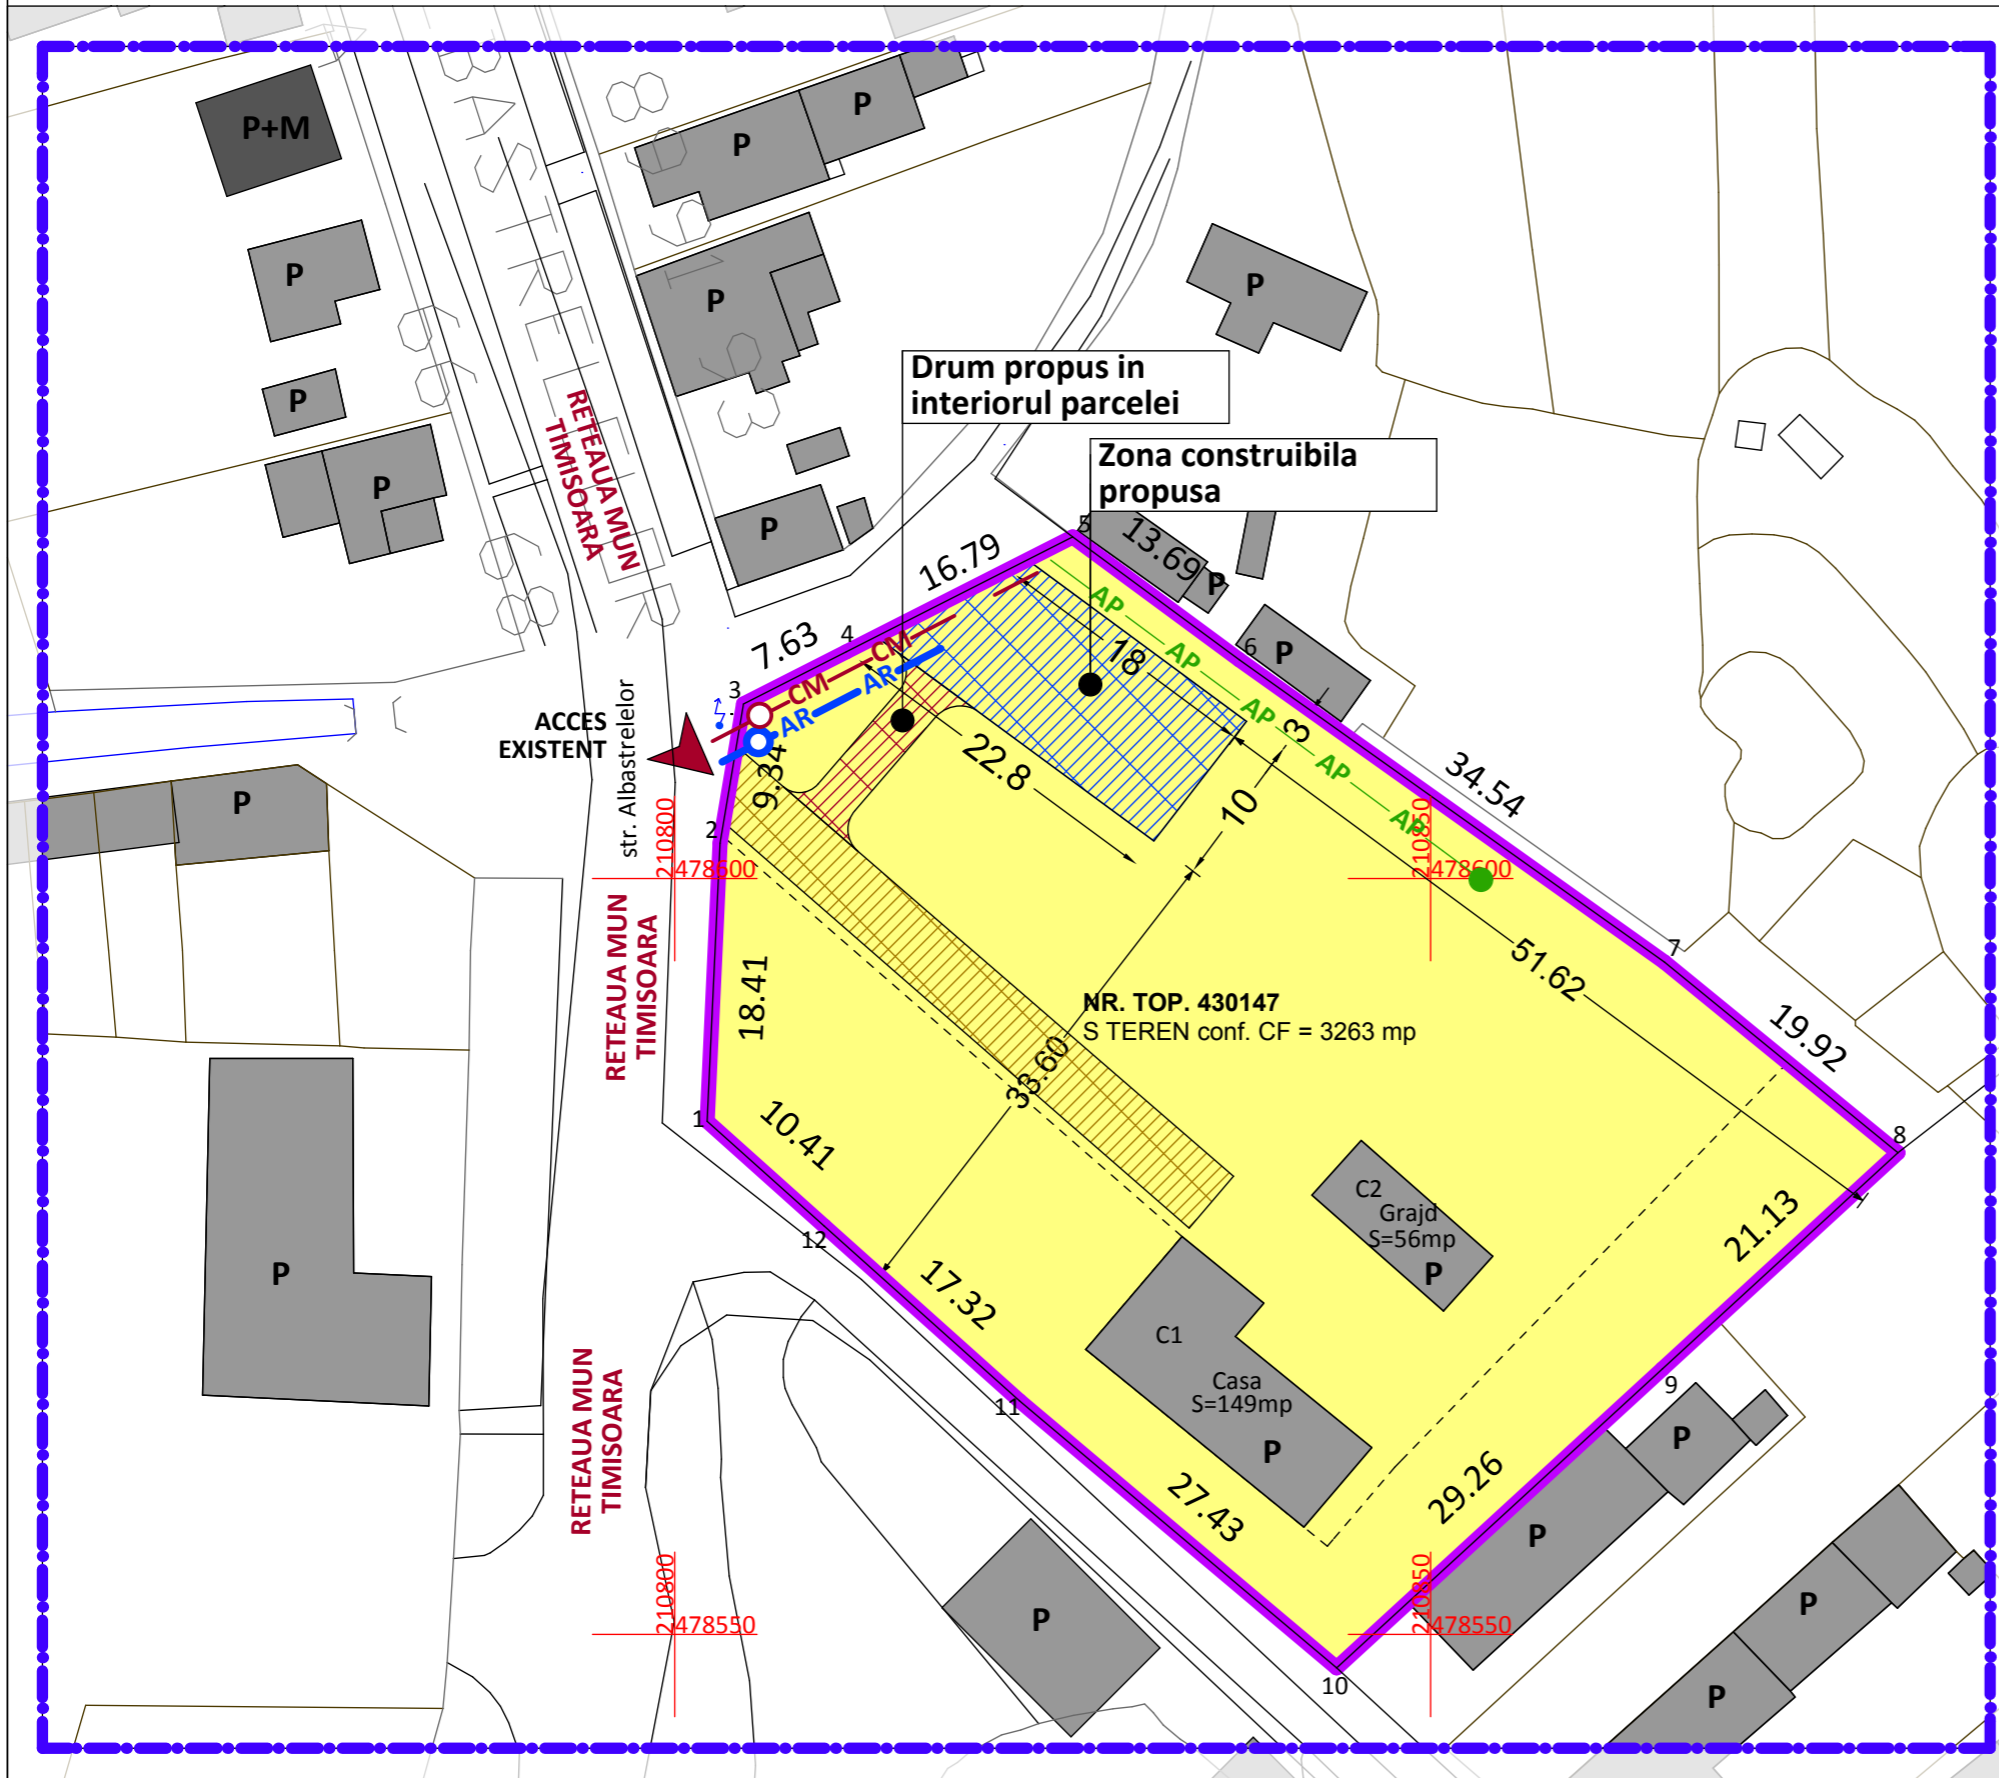 P+M
P
P
P
P
P
P
P
RETEAUA MUN
TIMISOARA
P
P
Drum propus in
interiorul parcelei
Zona construibila
propusa
5
13.69
P
16.79
7.63
4
3
AP
AP
AP
AP
AP
18
6
P
CM
CM
AR
AR
ACCES
EXISTENT
str. Albastrelelor
9.34
22.8
3
10
34.54
2
P
210800
478600
210850
478600
51.62
7
19.92
8
RETEAUA MUN
TIMISOARA
18.41
NR. TOP. 430147
S TEREN conf. CF = 3263 mp
33.60
1
10.41
12
17.32
C2
Grajd
S=56mp
P
21.13
P
C1
Casa
S=149mp
P
11
9
P
RETEAUA MUN
TIMISOARA
27.43
29.26
P
210800
478550
210850
478550
P
P
P
10